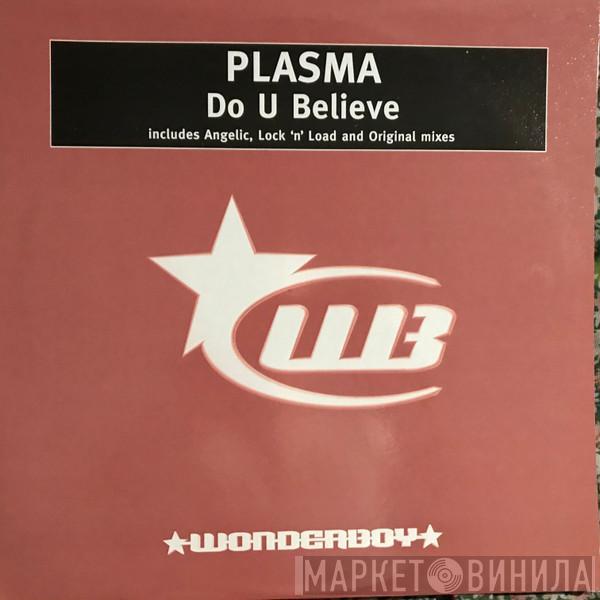 PLASMA
Do U Believe
includes Angelic, Lock ‘n’ Load and Original mixes
WB
WONDERBOY
МАРКЕТ ВИНИЛА